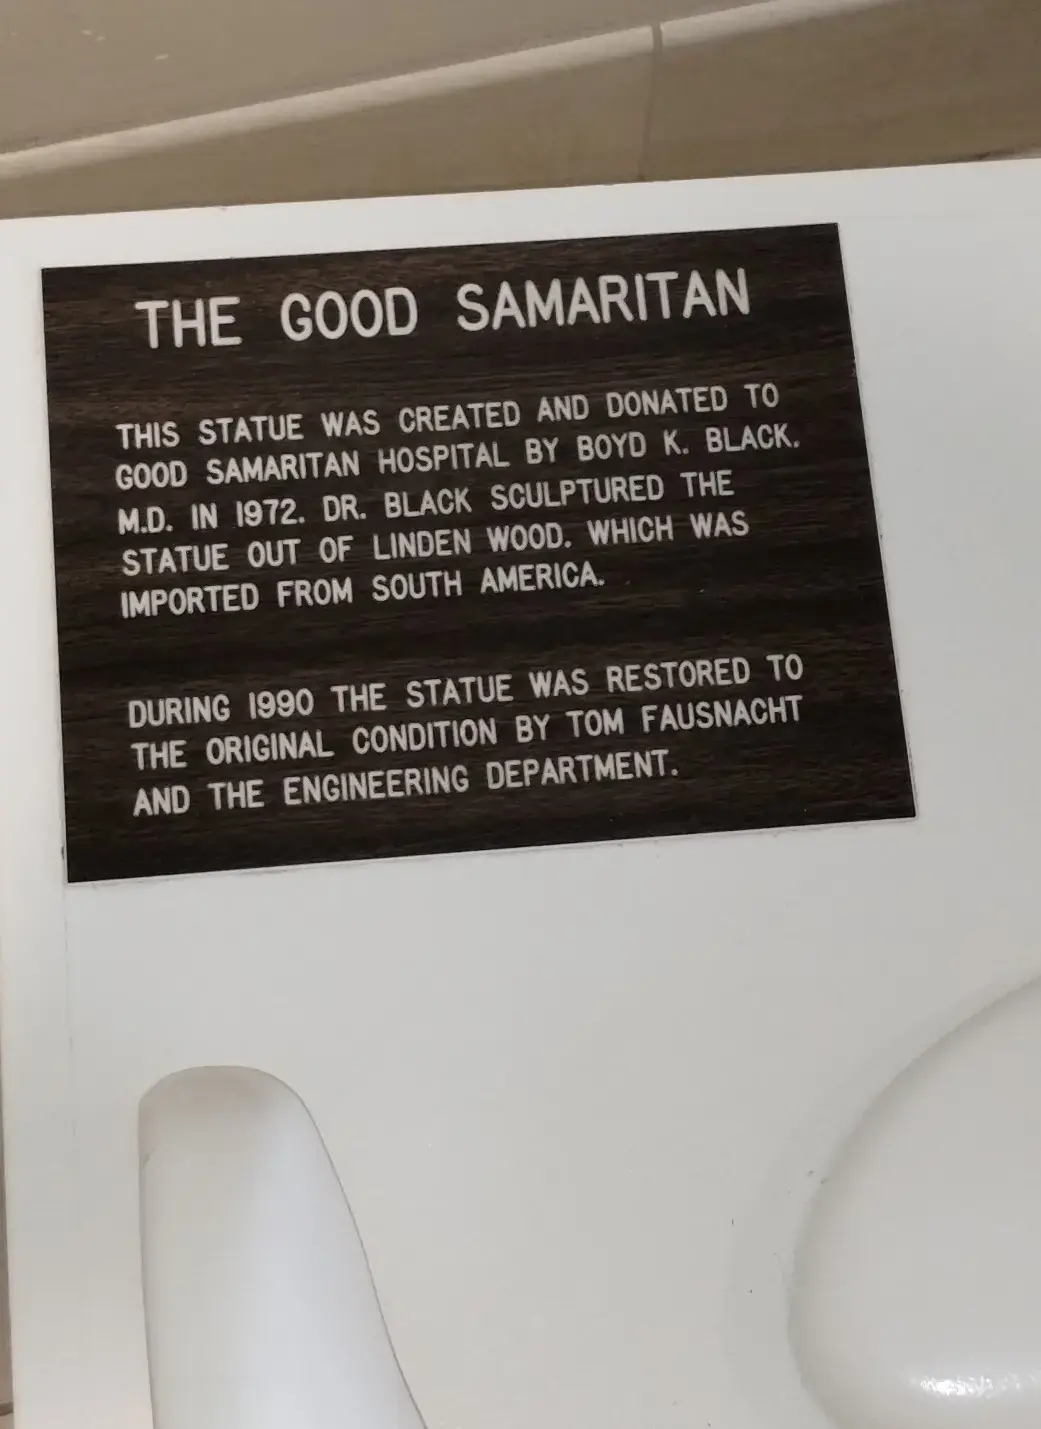 THE GOOD SAMARITAN
THIS STATUE WAS CREATED AND DONATED TO
GOOD SAMARITAN HOSPITAL BY BOYD K. BLACK.
M.D. IN 1972. DR. BLACK SCULPTURED THE
STATUE OUT OF LINDEN WOOD. WHICH WAS
IMPORTED FROM SOUTH AMERICA.
DURING 1990 THE STATUE WAS RESTORED TO
THE ORIGINAL CONDITION BY TOM FAUSNACHT
AND THE ENGINEERING DEPARTMENT.